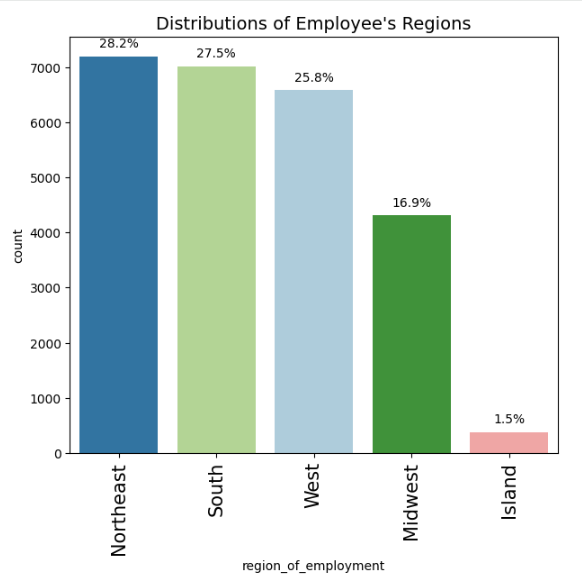 Distributions of Employee's Regions
28.2%
27.5%
25.8%
16.9%
1.5%
7000
6000
5000
4000
3000
2000
1000
0
count
Northeast
South
West
Midwest
Island
region_of_employment